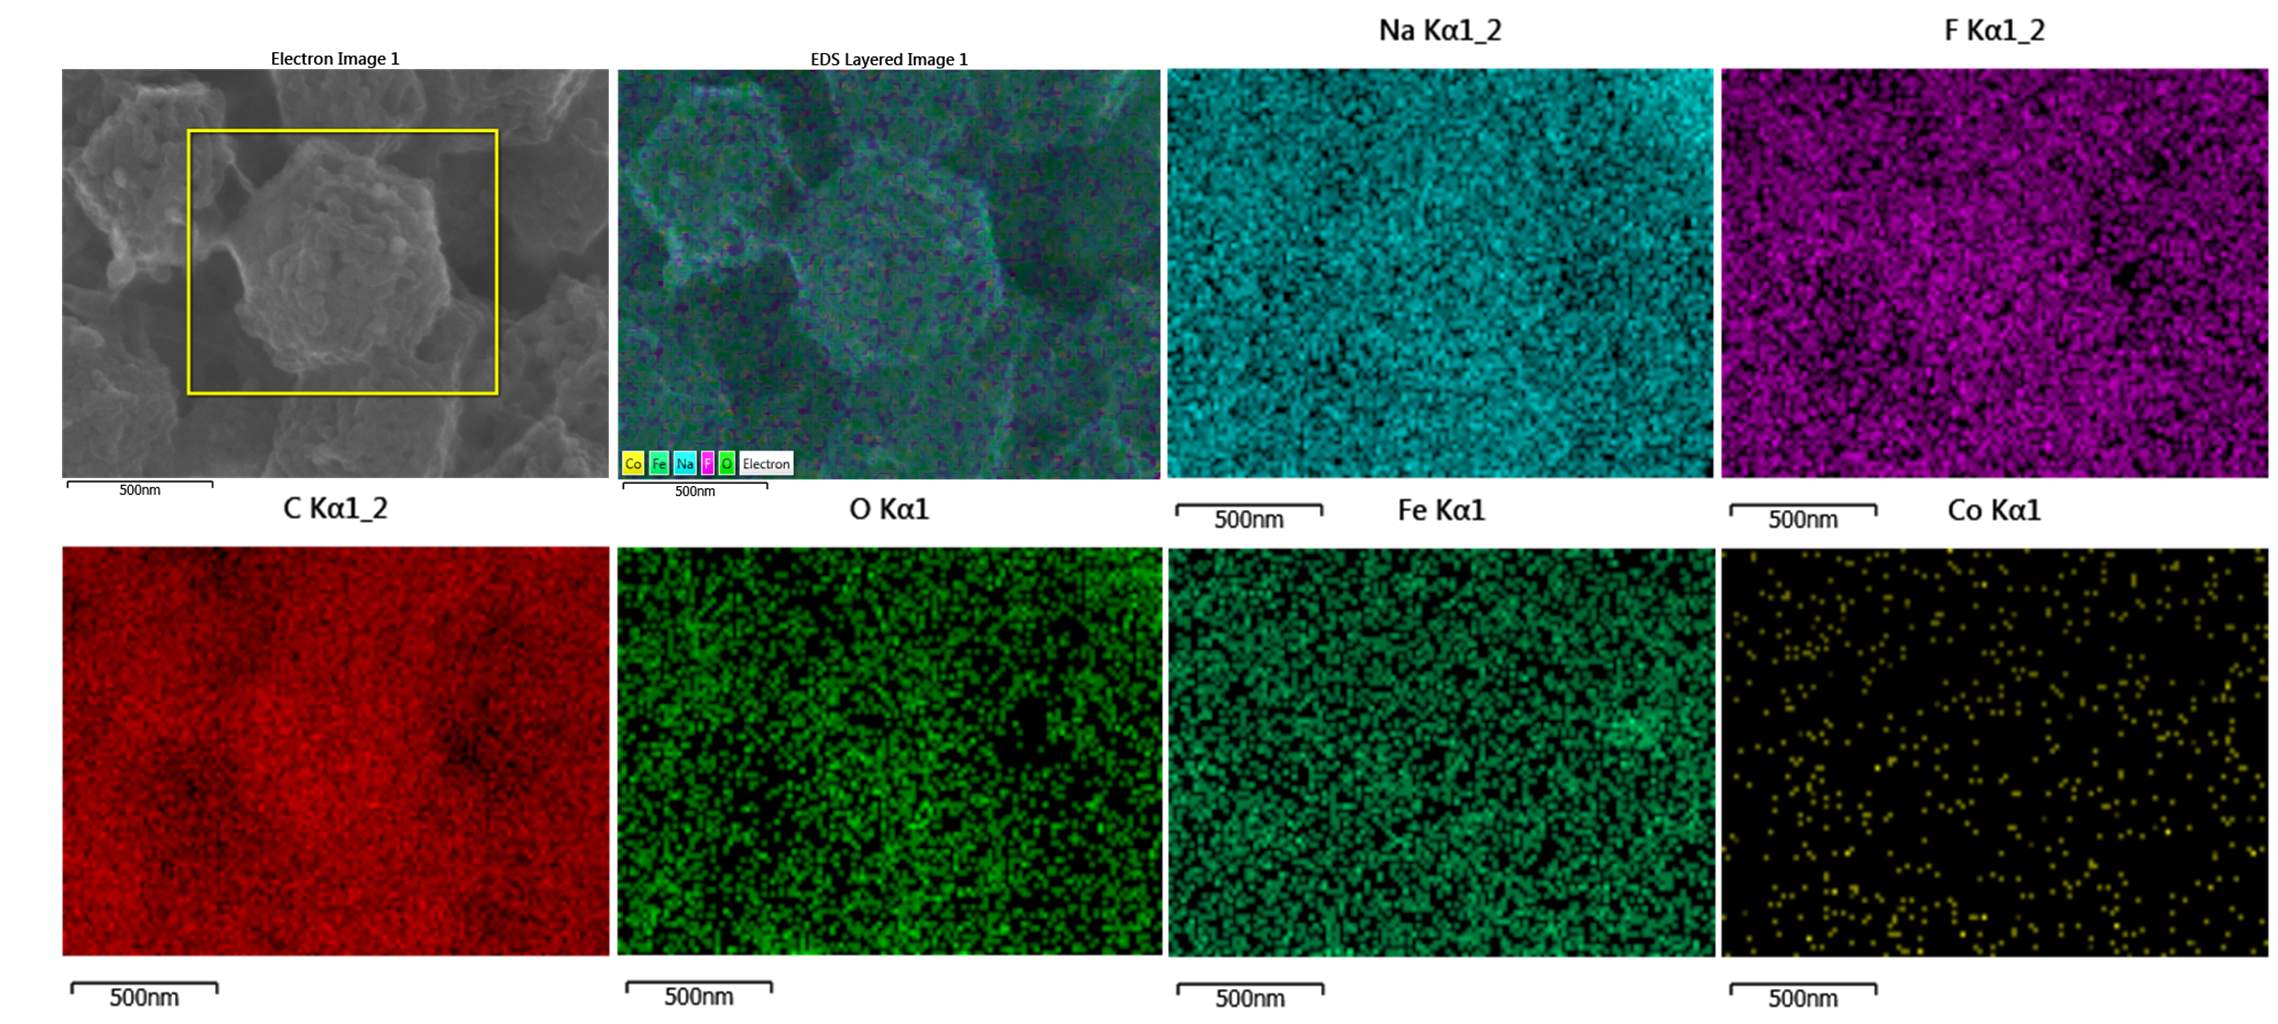 Na Kα1_2
F Kα1_2
Electron Image 1
EDS Layered Image 1
Co Fe Na F O Electron
500nm
500nm
500nm
500nm
C Kα1_2
O Kα1
Fe Kα1
Co Kα1
500nm
500nm
500nm
500nm